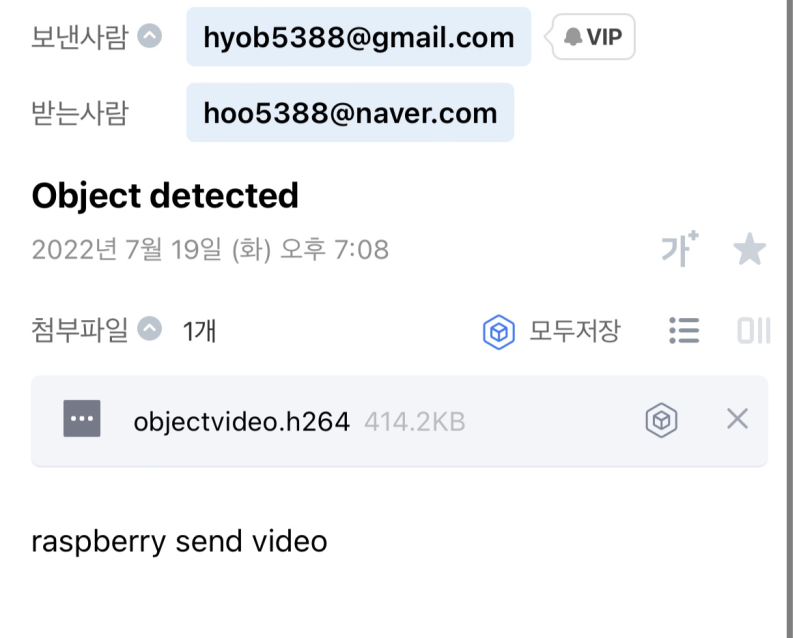 보낸사람 hyob5388@gmail.com VIP
받는사람 hoo5388@naver.com
Object detected
2022년 7월 19일 (화) 오후 7:08 가+
첨부파일 1개 모두저장
objectvideo.h264 414.2KB
raspberry send video